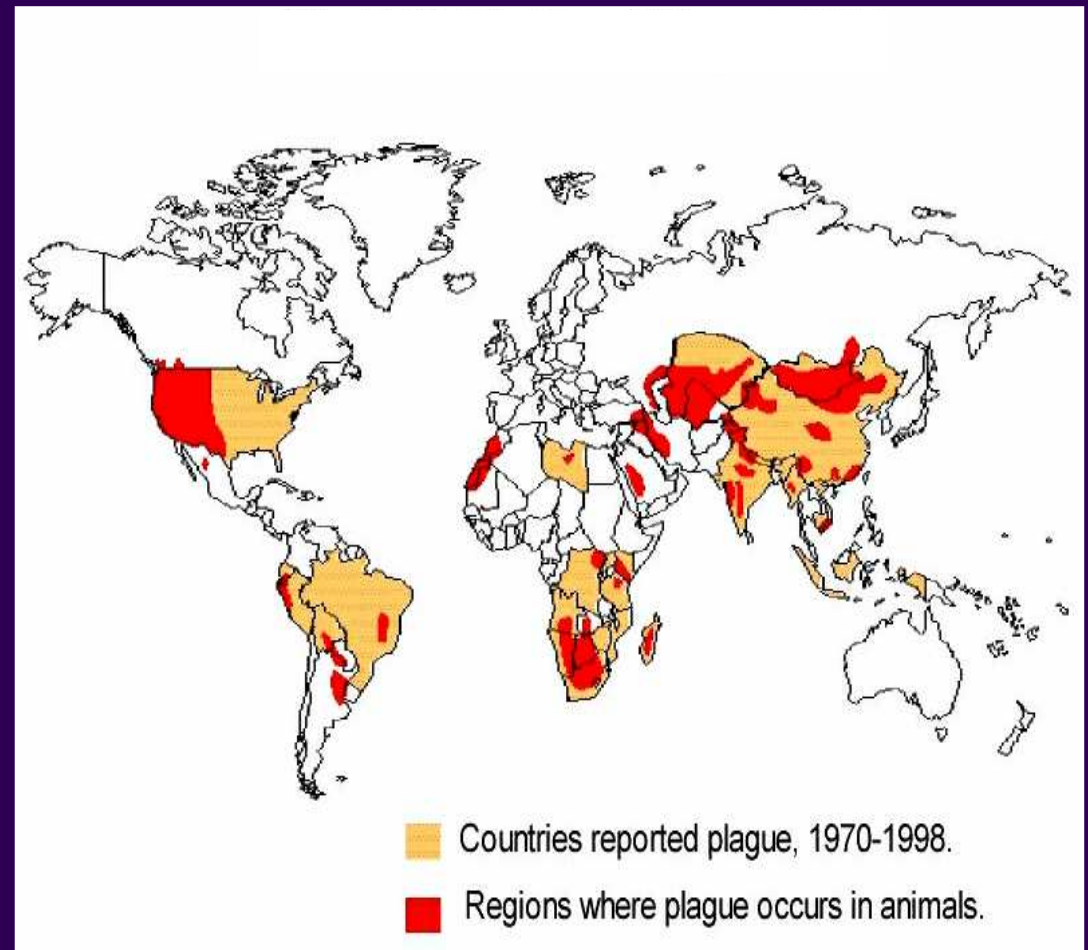 Countries reported plague, 1970-1998.
Regions where plague occurs in animals.